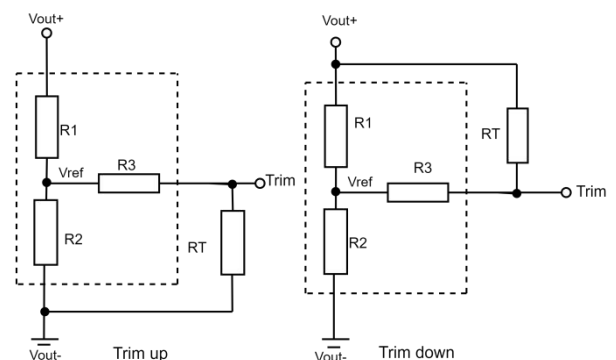 Vout+
R1
Vref
R3
Trim
R2
RT
Vout-
Trim up
Vout+
R1
RT
R3
Vref
Trim
R2
Vout-
Trim down